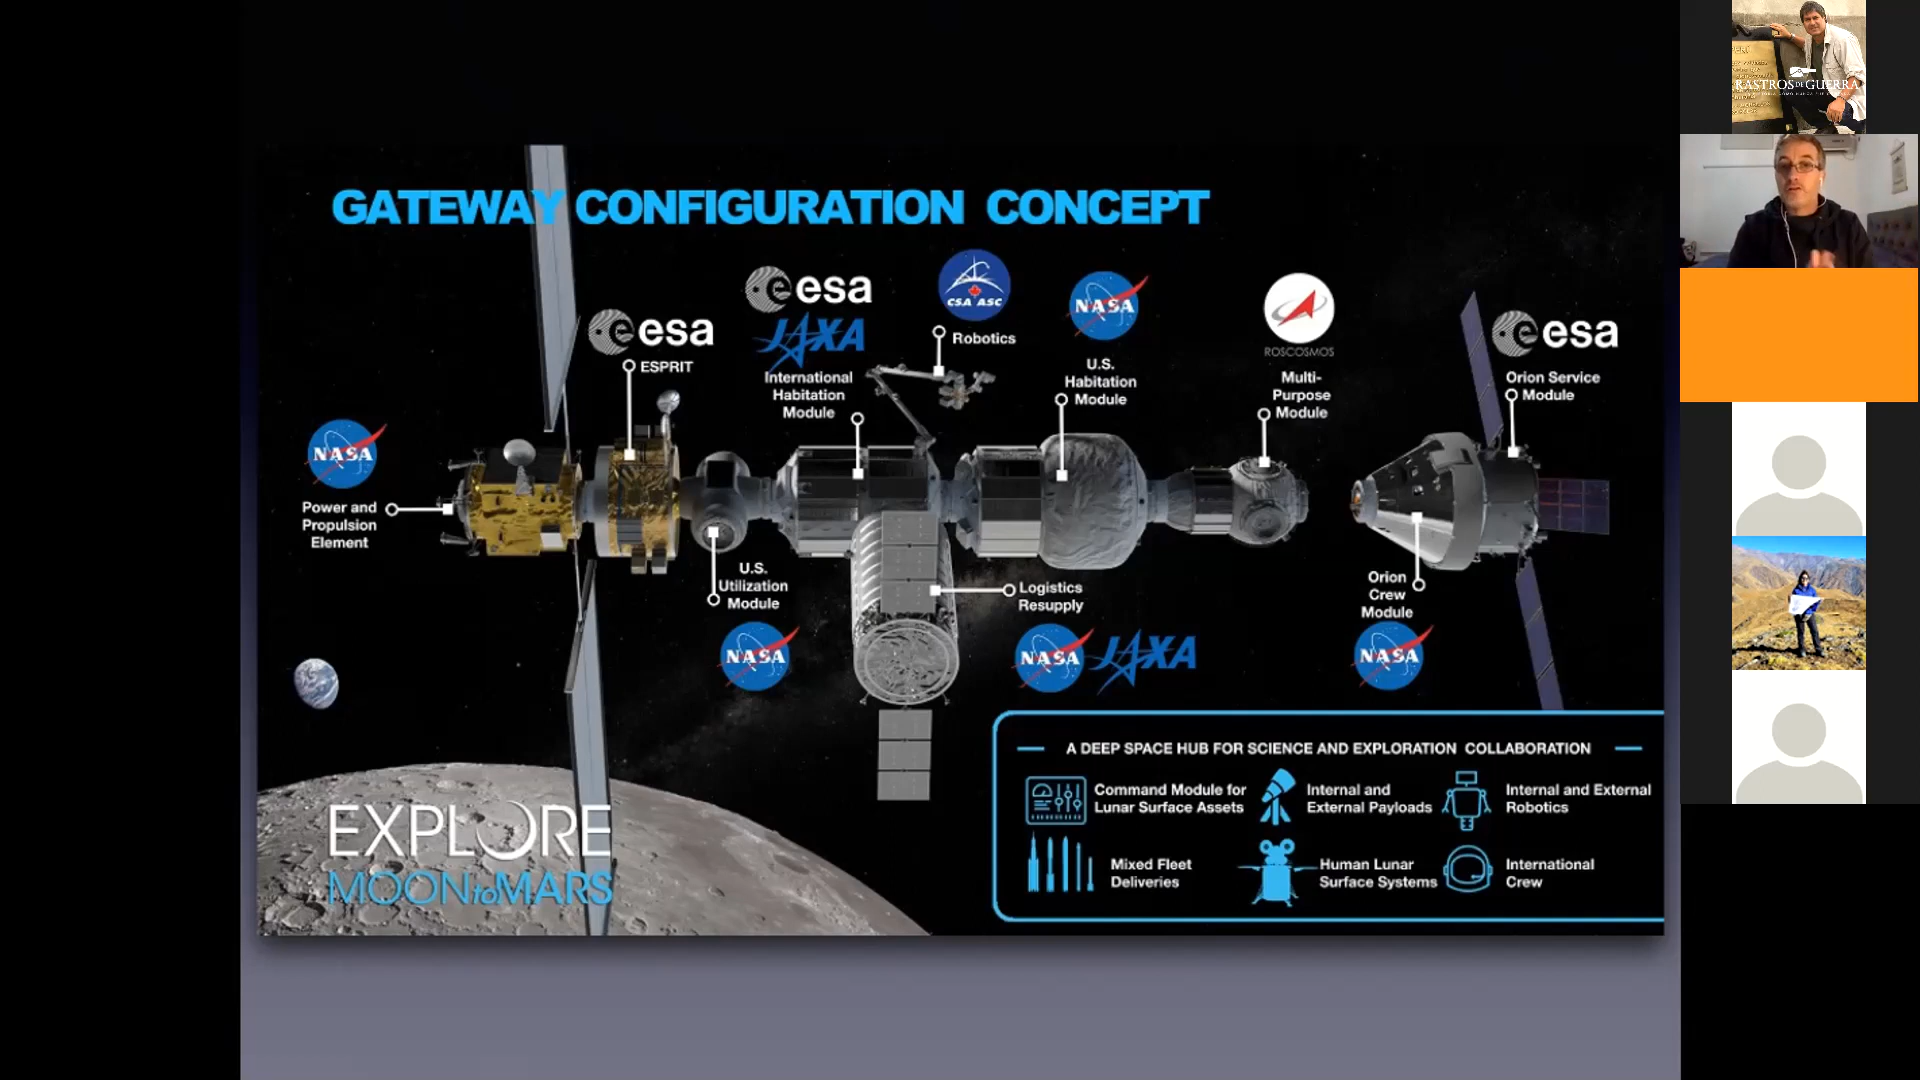 GATEWAY CONFIGURATION CONCEPT
esa
ESPRIT
esa
JAXA
International
Habitation
Module
CSA ASC
Robotics
NASA
U.S.
Habitation
Module
ROSCOSMOS
Multi-
Purpose
Module
esa
Orion Service
Module
NASA
Power and
Propulsion
Element
U.S.
Utilization
Module
NASA
Logistics
Resupply
NASA JAXA
Orion
Crew
Module
NASA
EXPLORE
MOON to MARS
A DEEP SPACE HUB FOR SCIENCE AND EXPLORATION COLLABORATION
Command Module for
Lunar Surface Assets
Internal and
External Payloads
Internal and External
Robotics
Mixed Fleet
Deliveries
Human Lunar
Surface Systems
International
Crew
RASTROS DE GUERRA